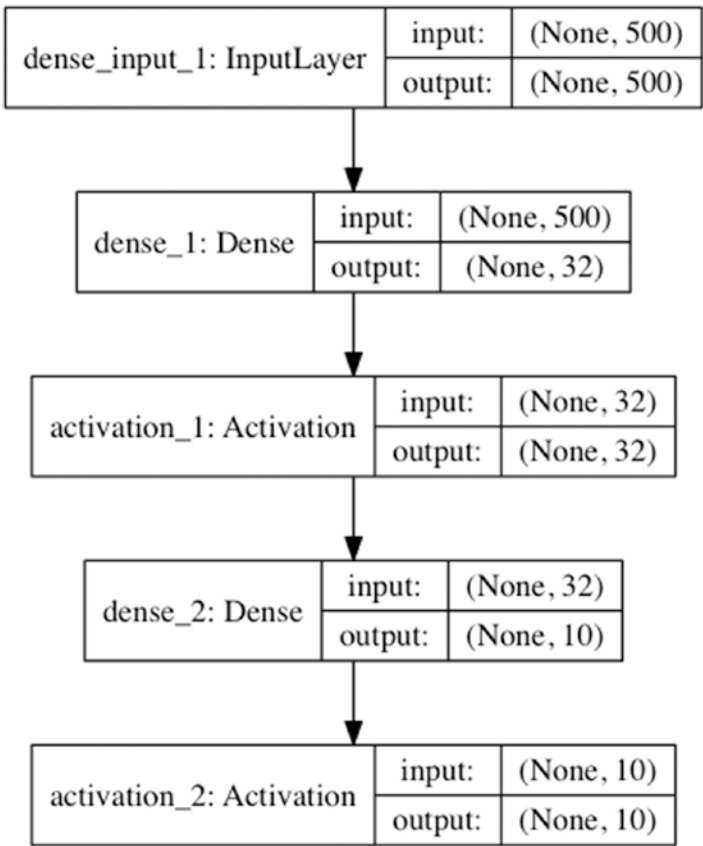 dense_input_1: InputLayer input: (None, 500)
output: (None, 500)
dense_1: Dense input: (None, 500)
output: (None, 32)
activation_1: Activation input: (None, 32)
output: (None, 32)
dense_2: Dense input: (None, 32)
output: (None, 10)
activation_2: Activation input: (None, 10)
output: (None, 10)